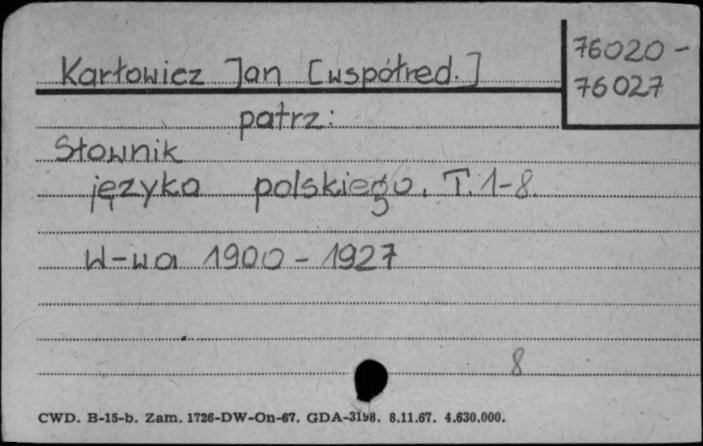 76020 -
76027
Karłowicz Jan [współred.]
patrz:
Słownik
języka polskiego. T. 1-8.
W-wa 1900 - 1927
8
CWD. B-15-b. Zam. 1726-DW-On-67. GDA-3198. 8.11.67. 4.630.000.